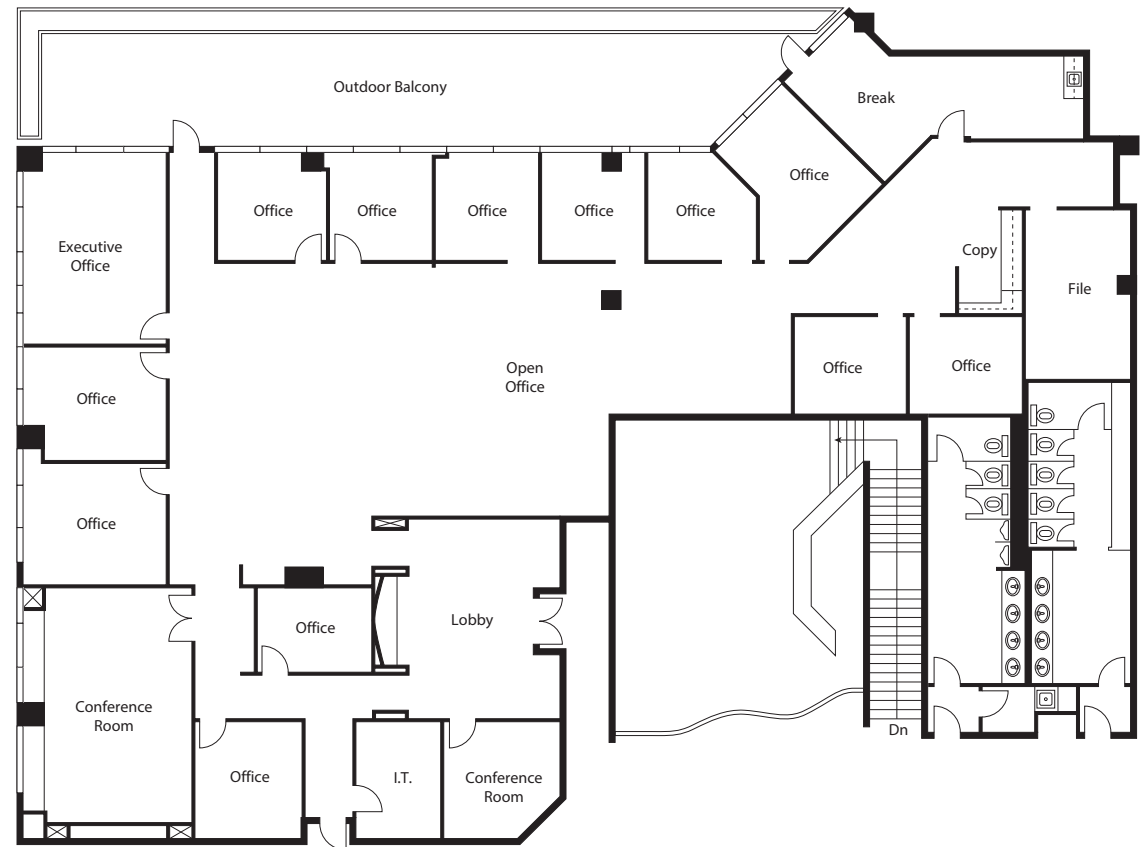 Outdoor Balcony
Break
Office
Office
Office
Office
Office
Office
Executive
Office
Copy
File
Open
Office
Office
Office
Office
Office
Office
Lobby
Conference
Room
Dn
Office
I.T.
Conference
Room